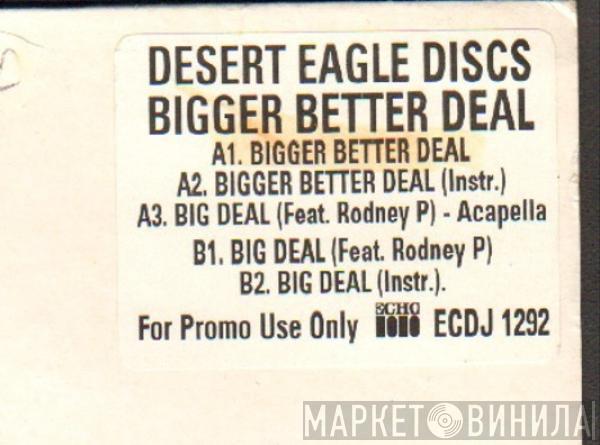 DESERT EAGLE DISCS
BIGGER BETTER DEAL
A1. BIGGER BETTER DEAL
A2. BIGGER BETTER DEAL (Instr.)
A3. BIG DEAL (Feat. Rodney P) - Acapella
B1. BIG DEAL (Feat. Rodney P)
B2. BIG DEAL (Instr.).
For Promo Use Only ECHO ECDJ 1292
МАРКЕТ ВИНИЛА